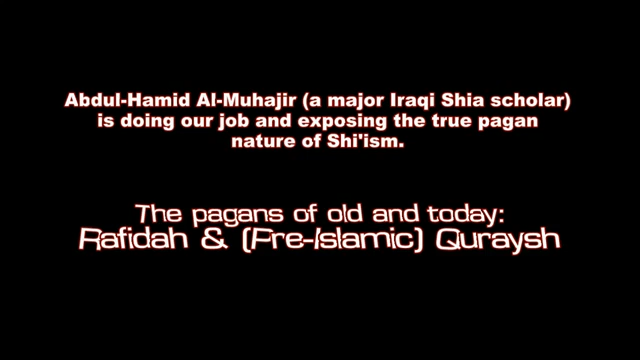 Abdul-Hamid Al-Muhajir (a major Iraqi Shia scholar)
is doing our job and exposing the true pagan
nature of Shi'ism.
The pagans of old and today:
Rafidah & (Pre-Islamic) Quraysh